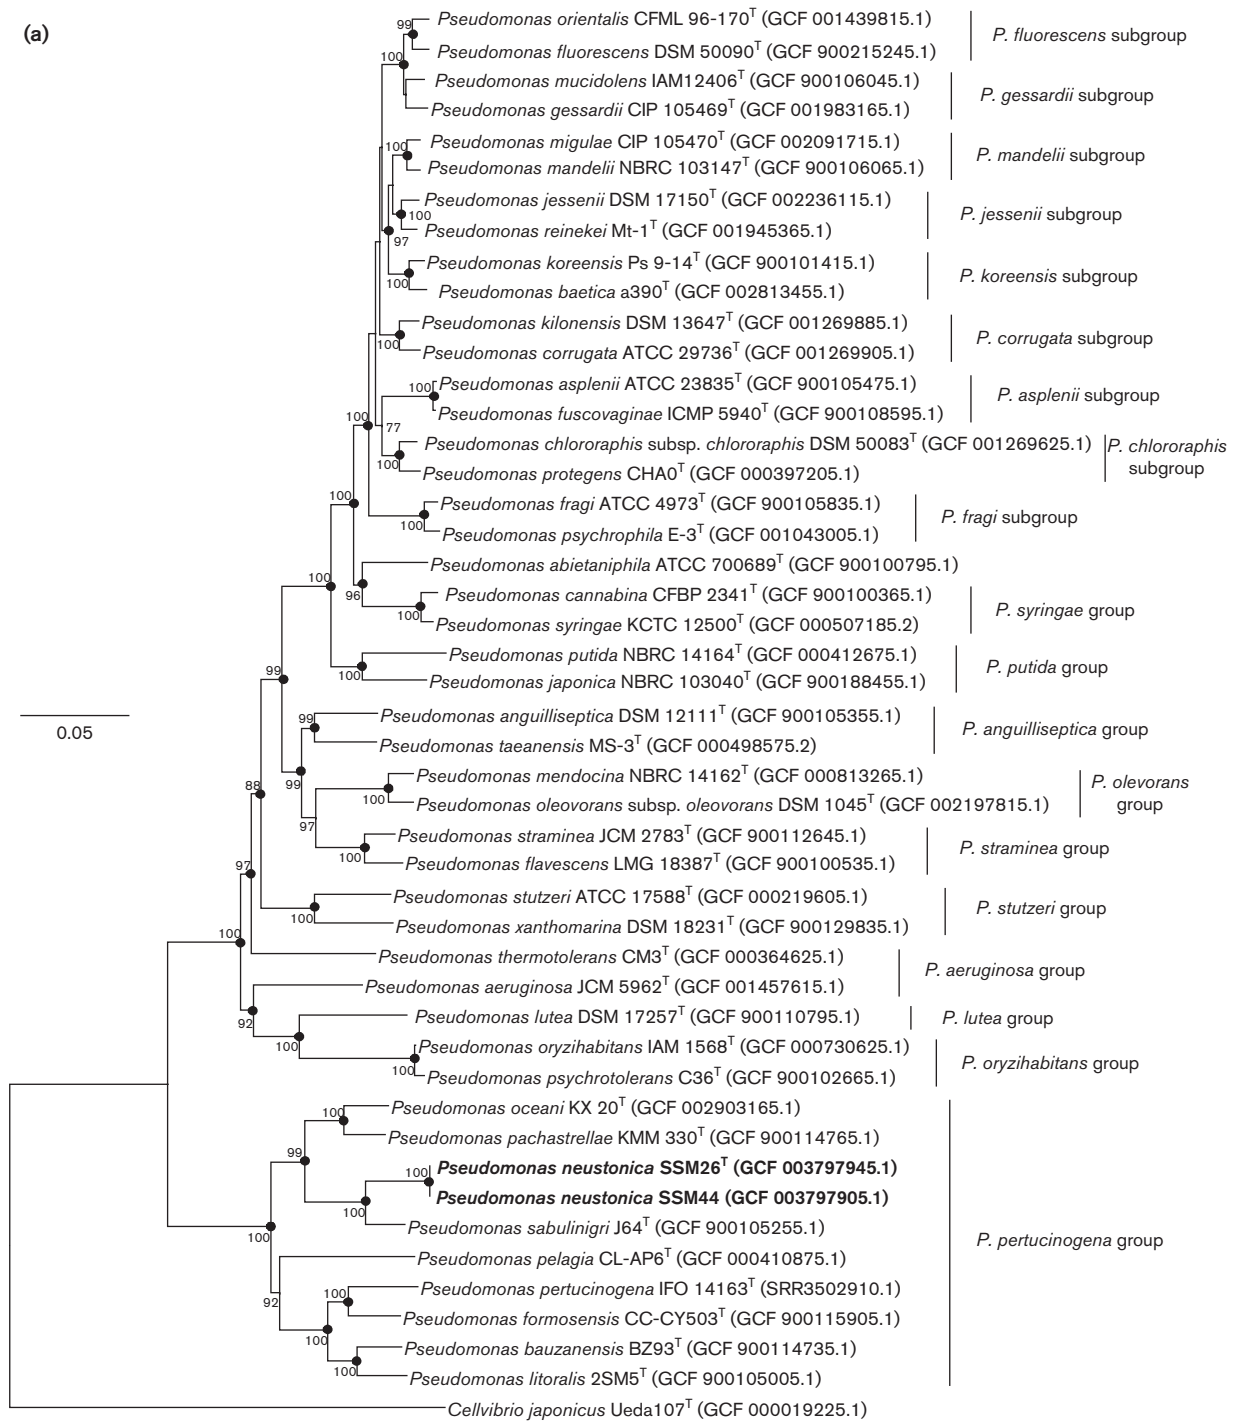 (a)
99
Pseudomonas orientalis CFML 96-170T (GCF 001439815.1)
P. fluorescens subgroup
Pseudomonas fluorescens DSM 50090T (GCF 900215245.1)
100
Pseudomonas mucidolens IAM12406T (GCF 900106045.1)
P. gessardii subgroup
Pseudomonas gessardii CIP 105469T (GCF 001983165.1)
100
Pseudomonas migulae CIP 105470T (GCF 002091715.1)
P. mandelii subgroup
Pseudomonas mandelii NBRC 103147T (GCF 900106065.1)
Pseudomonas jessenii DSM 17150T (GCF 002236115.1)
100
P. jessenii subgroup
Pseudomonas reinekei Mt-1T (GCF 001945365.1)
97
Pseudomonas koreensis Ps 9-14T (GCF 900101415.1)
P. koreensis subgroup
100
Pseudomonas baetica a390T (GCF 002813455.1)
Pseudomonas kilonensis DSM 13647T (GCF 001269885.1)
P. corrugata subgroup
100
Pseudomonas corrugata ATCC 29736T (GCF 001269905.1)
100
Pseudomonas asplenii ATCC 23835T (GCF 900105475.1)
P. asplenii subgroup
Pseudomonas fuscovaginae ICMP 5940T (GCF 900108595.1)
100
77
Pseudomonas chlororaphis subsp. chlororaphis DSM 50083T (GCF 001269625.1)
P. chlororaphis
subgroup
100
Pseudomonas protegens CHA0T (GCF 000397205.1)
100
Pseudomonas fragi ATCC 4973T (GCF 900105835.1)
P. fragi subgroup
100
Pseudomonas psychrophila E-3T (GCF 001043005.1)
Pseudomonas abietaniphila ATCC 700689T (GCF 900100795.1)
100
96
Pseudomonas cannabina CFBP 2341T (GCF 900100365.1)
P. syringae group
100
Pseudomonas syringae KCTC 12500T (GCF 000507185.2)
Pseudomonas putida NBRC 14164T (GCF 000412675.1)
P. putida group
100
Pseudomonas japonica NBRC 103040T (GCF 900188455.1)
99
0.05
99
Pseudomonas anguilliseptica DSM 12111T (GCF 900105355.1)
P. anguilliseptica group
Pseudomonas taeanensis MS-3T (GCF 000498575.2)
99
88
Pseudomonas mendocina NBRC 14162T (GCF 000813265.1)
P. olevorans
group
100
Pseudomonas oleovorans subsp. oleovorans DSM 1045T (GCF 002197815.1)
97
Pseudomonas straminea JCM 2783T (GCF 900112645.1)
P. straminea group
100
Pseudomonas flavescens LMG 18387T (GCF 900100535.1)
97
Pseudomonas stutzeri ATCC 17588T (GCF 000219605.1)
P. stutzeri group
100
Pseudomonas xanthomarina DSM 18231T (GCF 900129835.1)
100
Pseudomonas thermotolerans CM3T (GCF 000364625.1)
P. aeruginosa group
Pseudomonas aeruginosa JCM 5962T (GCF 001457615.1)
92
Pseudomonas lutea DSM 17257T (GCF 900110795.1)
P. lutea group
100
Pseudomonas oryzihabitans IAM 1568T (GCF 000730625.1)
P. oryzihabitans group
100
Pseudomonas psychrotolerans C36T (GCF 900102665.1)
100
Pseudomonas oceani KX 20T (GCF 002903165.1)
Pseudomonas pachastrellae KMM 330T (GCF 900114765.1)
99
100
Pseudomonas neustonica SSM26T (GCF 003797945.1)
Pseudomonas neustonica SSM44 (GCF 003797905.1)
100
Pseudomonas sabulinigri J64T (GCF 900105255.1)
100
P. pertucinogena group
Pseudomonas pelagia CL-AP6T (GCF 000410875.1)
92
100
Pseudomonas pertucinogena IFO 14163T (SRR3502910.1)
Pseudomonas formosensis CC-CY503T (GCF 900115905.1)
100
Pseudomonas bauzanensis BZ93T (GCF 900114735.1)
100
Pseudomonas litoralis 2SM5T (GCF 900105005.1)
Cellvibrio japonicus Ueda107T (GCF 000019225.1)